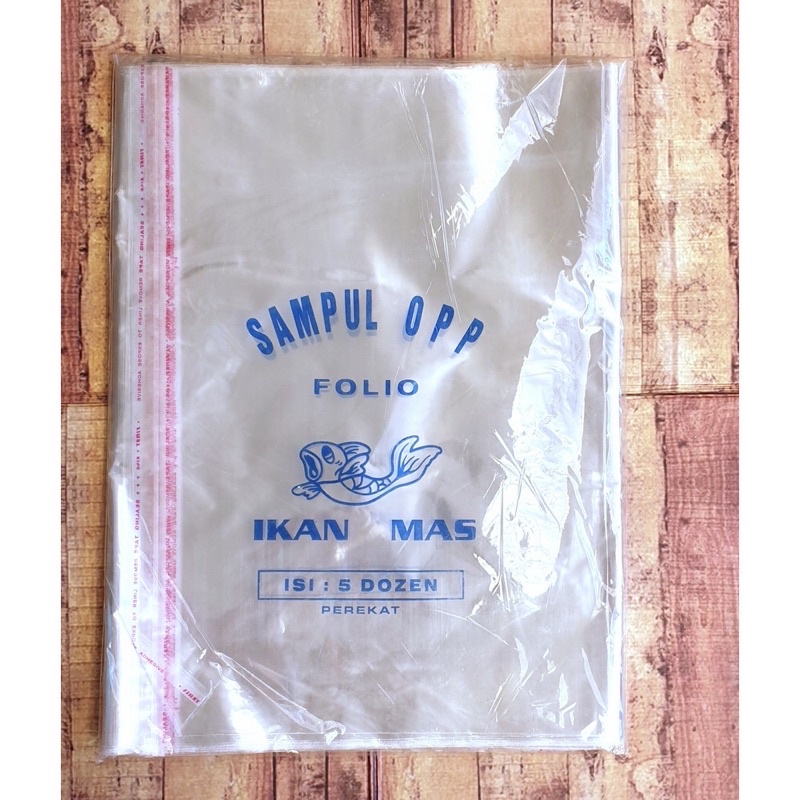 SAMPUL OPP
FOLIO
IKAN MAS
ISI : 5 DOZEN
PEREKAT